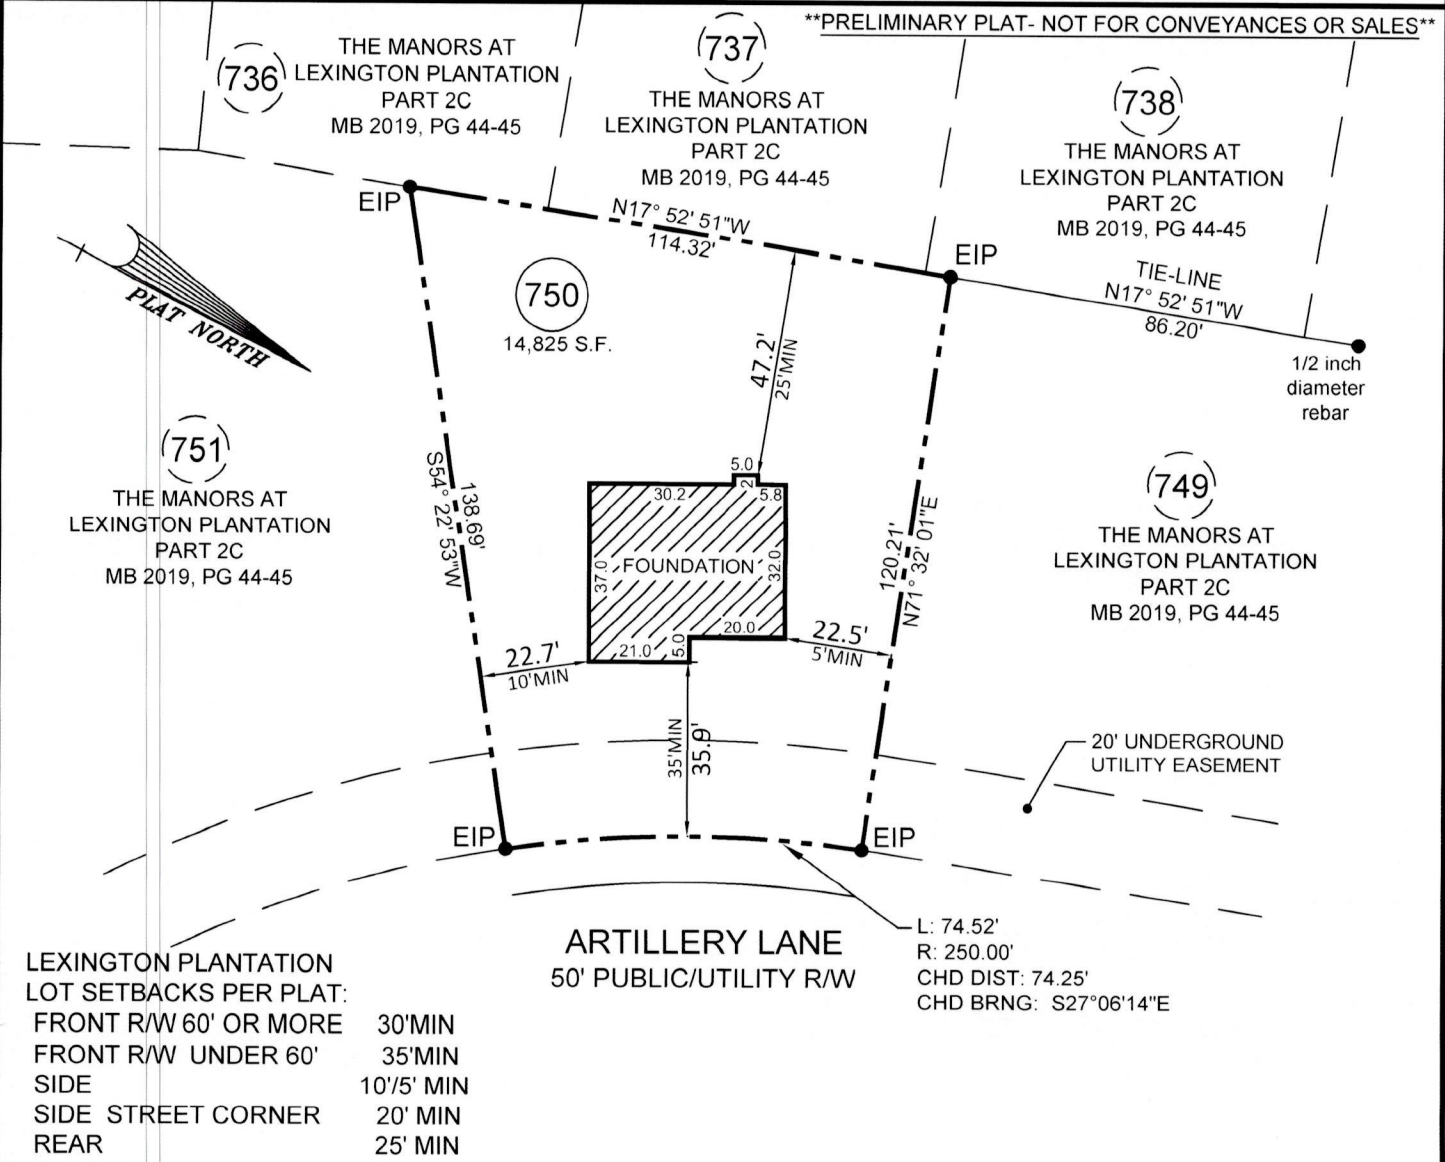 **PRELIMINARY PLAT- NOT FOR CONVEYANCES OR SALES**
736
THE MANORS AT
LEXINGTON PLANTATION
PART 2C
MB 2019, PG 44-45
737
THE MANORS AT
LEXINGTON PLANTATION
PART 2C
MB 2019, PG 44-45
738
THE MANORS AT
LEXINGTON PLANTATION
PART 2C
MB 2019, PG 44-45
EIP
N17° 52' 51"W
114.32'
EIP
TIE-LINE
N17° 52' 51"W
86.20'
1/2 inch
diameter
rebar
PLAT NORTH
750
14,825 S.F.
47.2'
25'MIN
751
THE MANORS AT
LEXINGTON PLANTATION
PART 2C
MB 2019, PG 44-45
138.69'
S54° 22' 53"W
5.0
30.2
2
5.8
37.0
FOUNDATION
32.0
21.0
5.0
20.0
120.21'
N71° 32' 01"E
749
THE MANORS AT
LEXINGTON PLANTATION
PART 2C
MB 2019, PG 44-45
22.7'
10'MIN
22.5'
5'MIN
35'MIN
35.9'
20' UNDERGROUND
UTILITY EASEMENT
EIP
EIP
ARTILLERY LANE
50' PUBLIC/UTILITY R/W
L: 74.52'
R: 250.00'
CHD DIST: 74.25'
CHD BRNG: S27°06'14"E
LEXINGTON PLANTATION
LOT SETBACKS PER PLAT:
FRONT R/W 60' OR MORE 30'MIN
FRONT R/W UNDER 60' 35'MIN
SIDE 10'/5' MIN
SIDE STREET CORNER 20' MIN
REAR 25' MIN